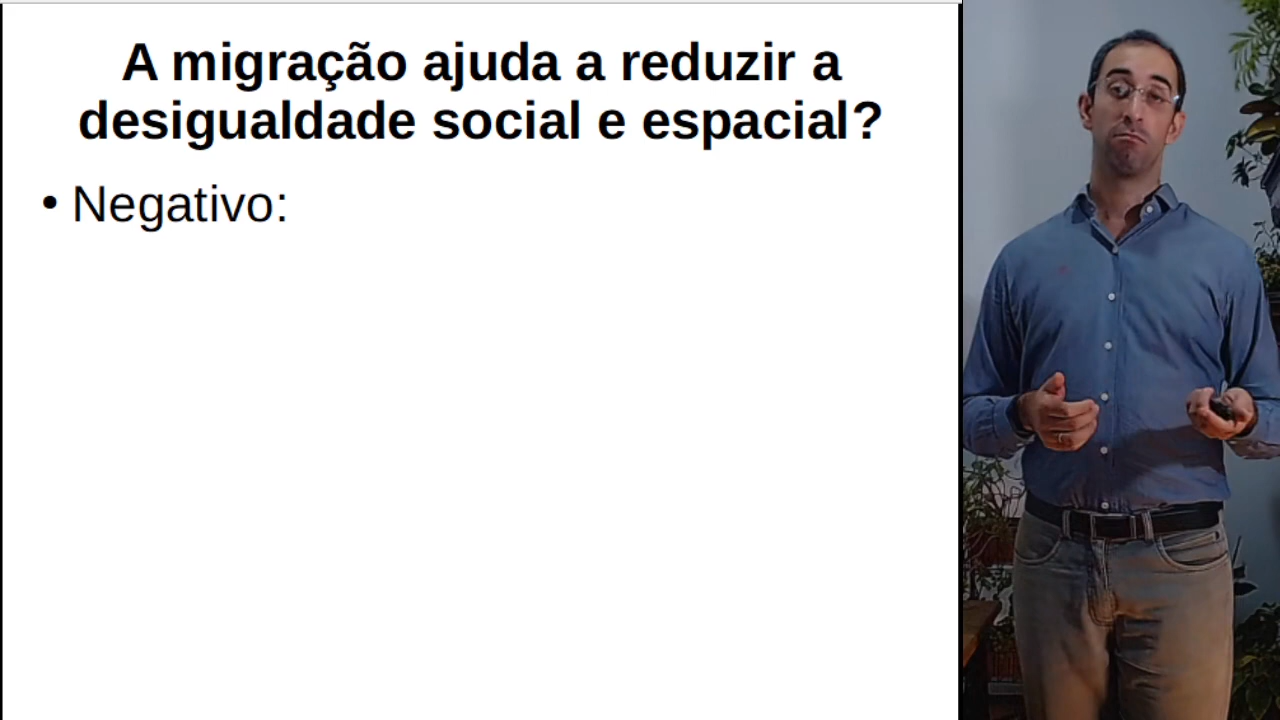 A migração ajuda a reduzir a
desigualdade social e espacial?
• Negativo: